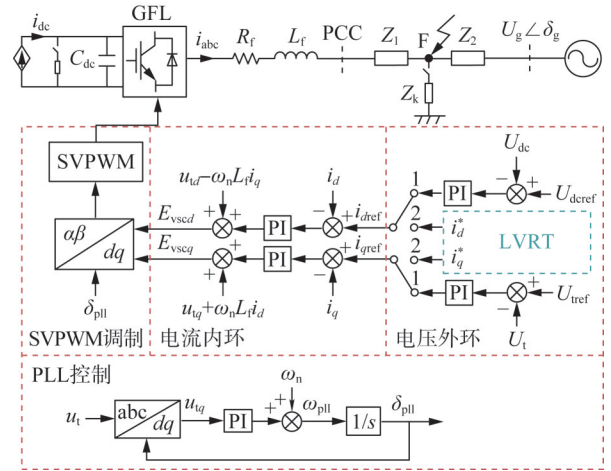 GFL
i_dc
C_dc
i_abc
R_f
L_f
PCC
Z_1
F
Z_2
U_g∠δ_g
Z_k
SVPWM
αβ
dq
δ_pll
SVPWM调制
u_td−ω_nL_fi_q
i_d
E_vscd
+
+
PI
−
+
i_dref
E_vscq
+
+
PI
−
+
i_qref
u_tq+ω_nL_fi_d
i_q
电流内环
U_dc
1
PI
−
+
U_dcref
2
i_d^*
LVRT
2
i_q^*
1
PI
+
−
U_tref
U_t
电压外环
PLL控制
ω_n
u_t
abc
dq
u_tq
PI
+
+
ω_pll
1/s
δ_pll